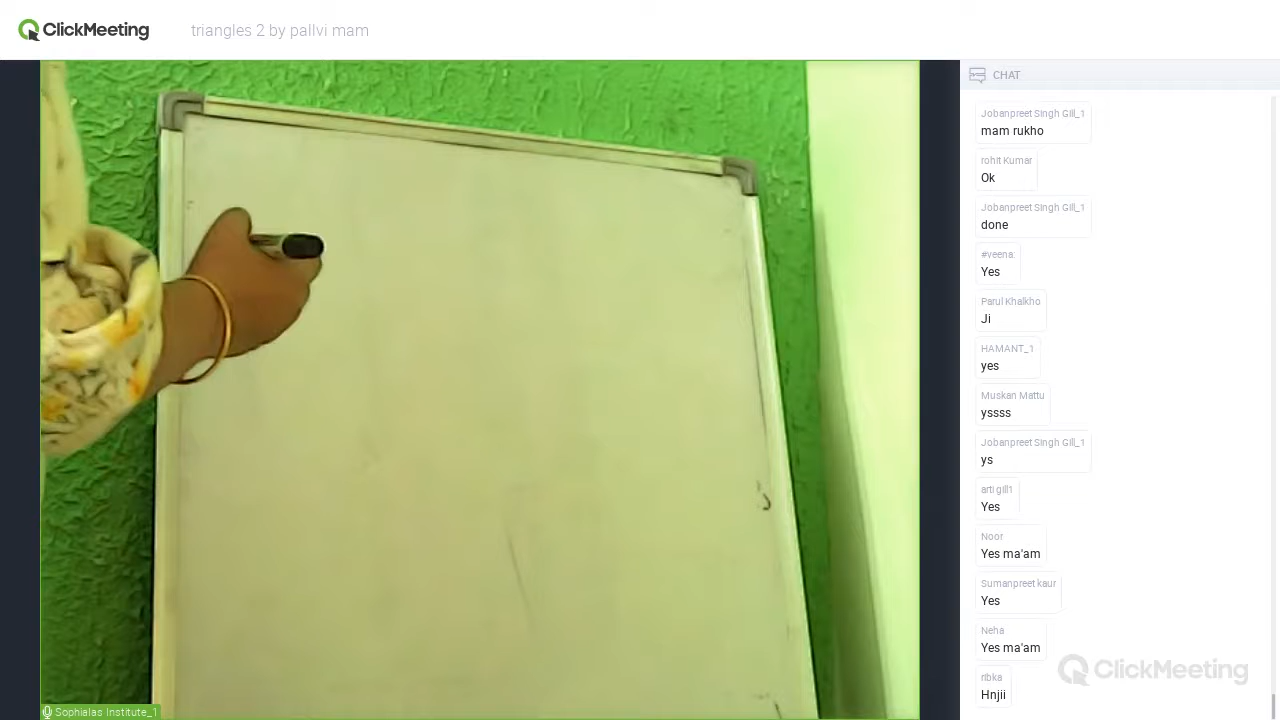 ClickMeeting
triangles 2 by pallvi mam
CHAT
Jobanpreet Singh Gill_1
mam rukho
rohit Kumar
Ok
Jobanpreet Singh Gill_1
done
#veena.
Yes
Parul Khalkho
Ji
HAMANT_1
yes
Muskan Mattu
yssss
Jobanpreet Singh Gill_1
ys
arti gill1
Yes
Noor
Yes ma'am
Sumanpreet kaur
Yes
Neha
Yes ma'am
ribka
Hnjii
ClickMeeting
Sophialas Institute_1